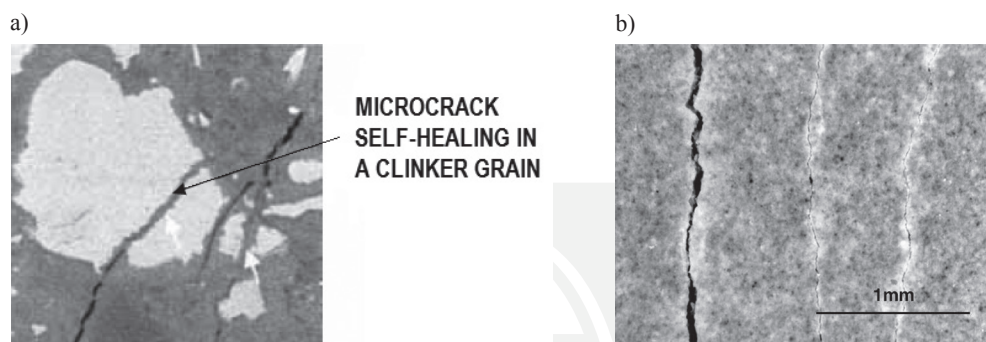 a)
b)
MICROCRACK
SELF-HEALING IN
A CLINKER GRAIN
1mm